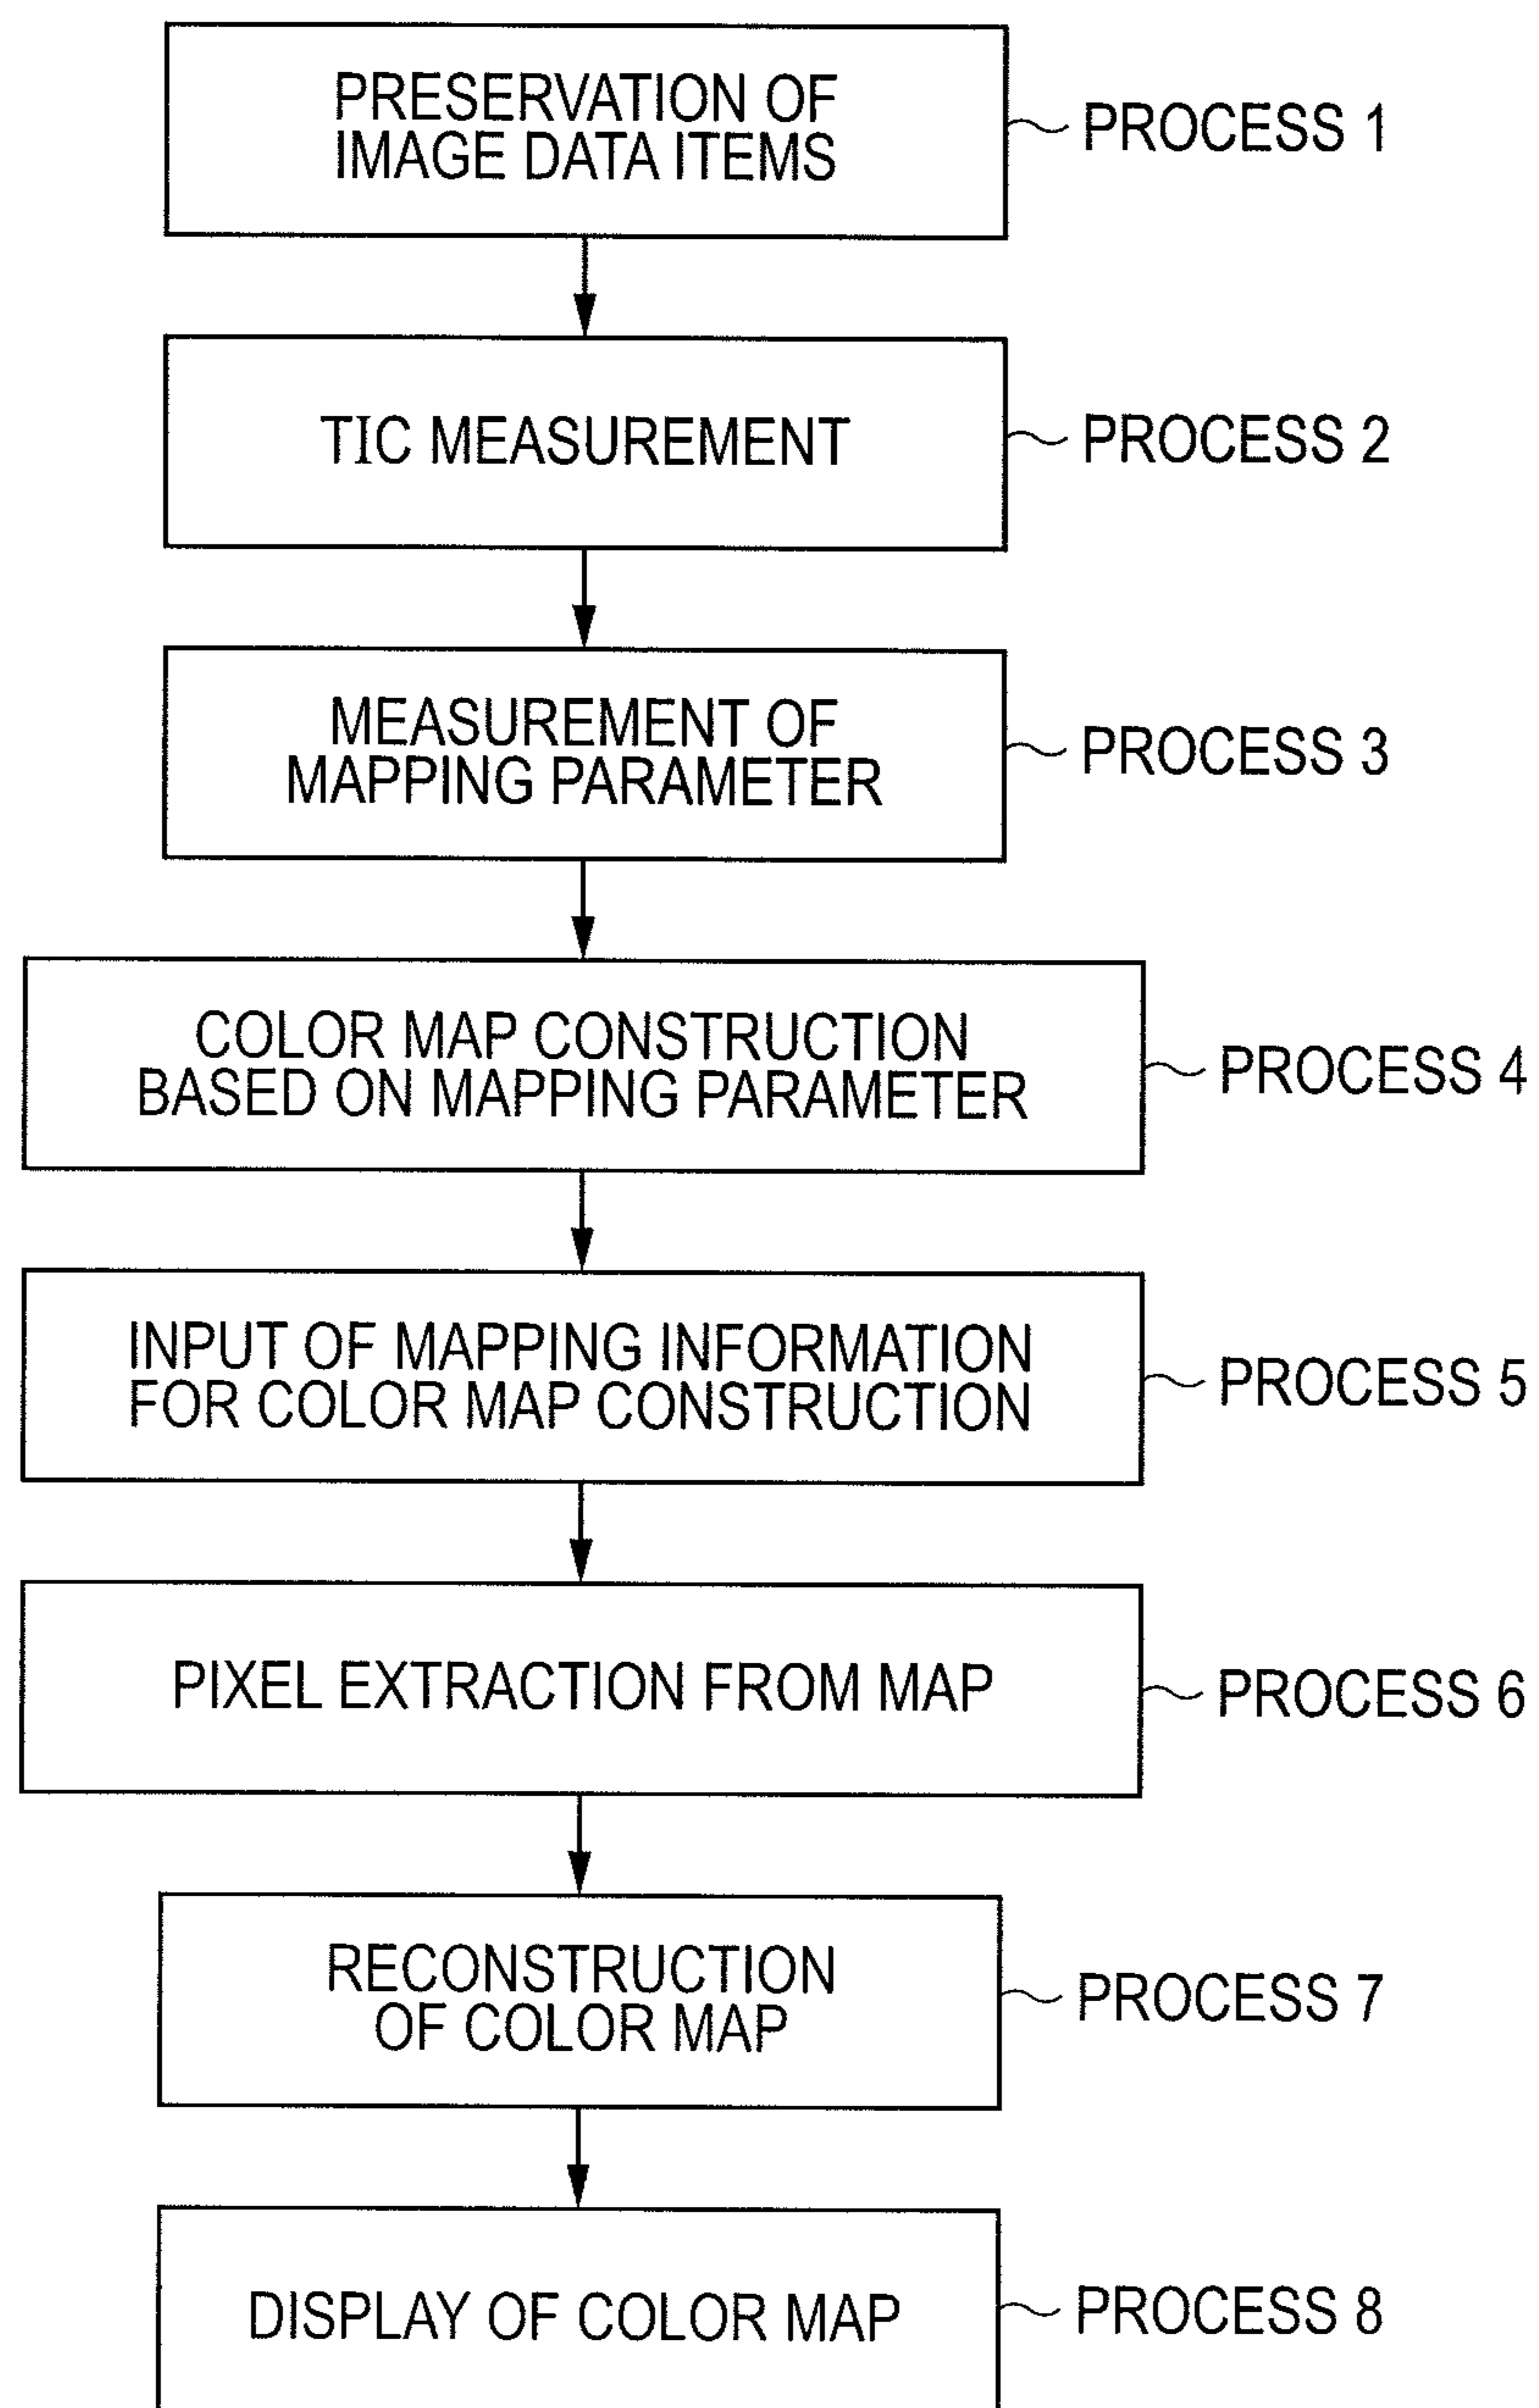 PRESERVATION OF
IMAGE DATA ITEMS
PROCESS 1
TIC MEASUREMENT
PROCESS 2
MEASUREMENT OF
MAPPING PARAMETER
PROCESS 3
COLOR MAP CONSTRUCTION
BASED ON MAPPING PARAMETER
PROCESS 4
INPUT OF MAPPING INFORMATION
FOR COLOR MAP CONSTRUCTION
PROCESS 5
PIXEL EXTRACTION FROM MAP
PROCESS 6
RECONSTRUCTION
OF COLOR MAP
PROCESS 7
DISPLAY OF COLOR MAP
PROCESS 8